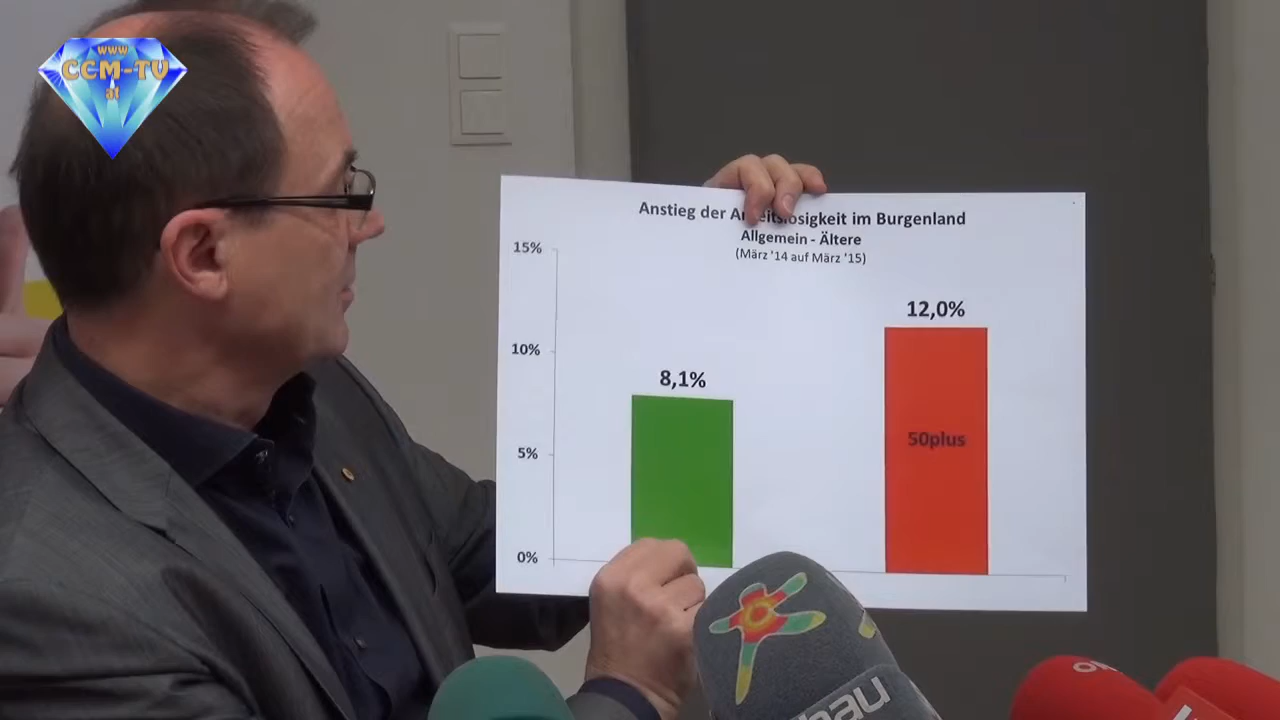 www
CCM-TV
at
Anstieg der Arbeitslosigkeit im Burgenland
Allgemein - Ältere
(März '14 auf März '15)
15%
12,0%
10%
8,1%
50plus
5%
0%